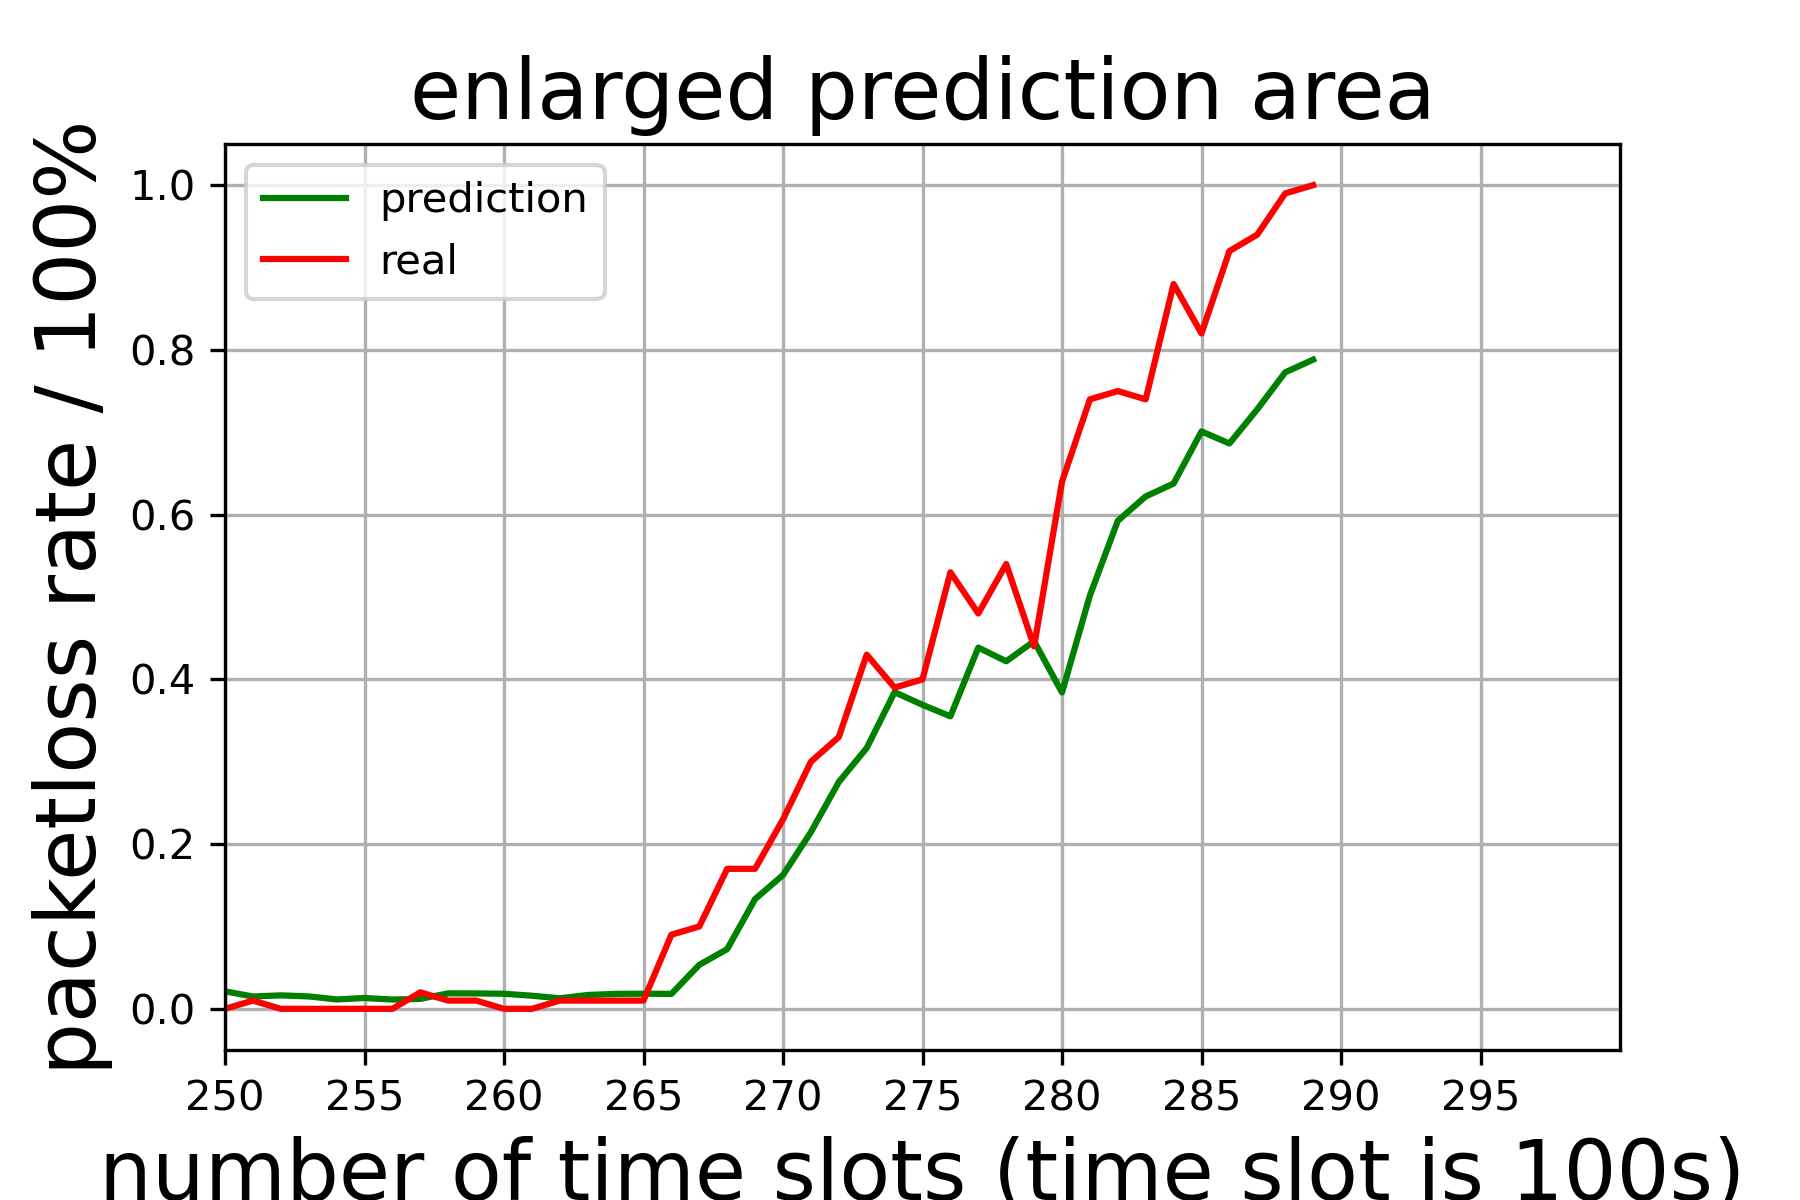 enlarged prediction area
packetloss rate / 100%
prediction
real
1.0
0.8
0.6
0.4
0.2
0.0
250 255 260 265 270 275 280 285 290 295
number of time slots (time slot is 100s)